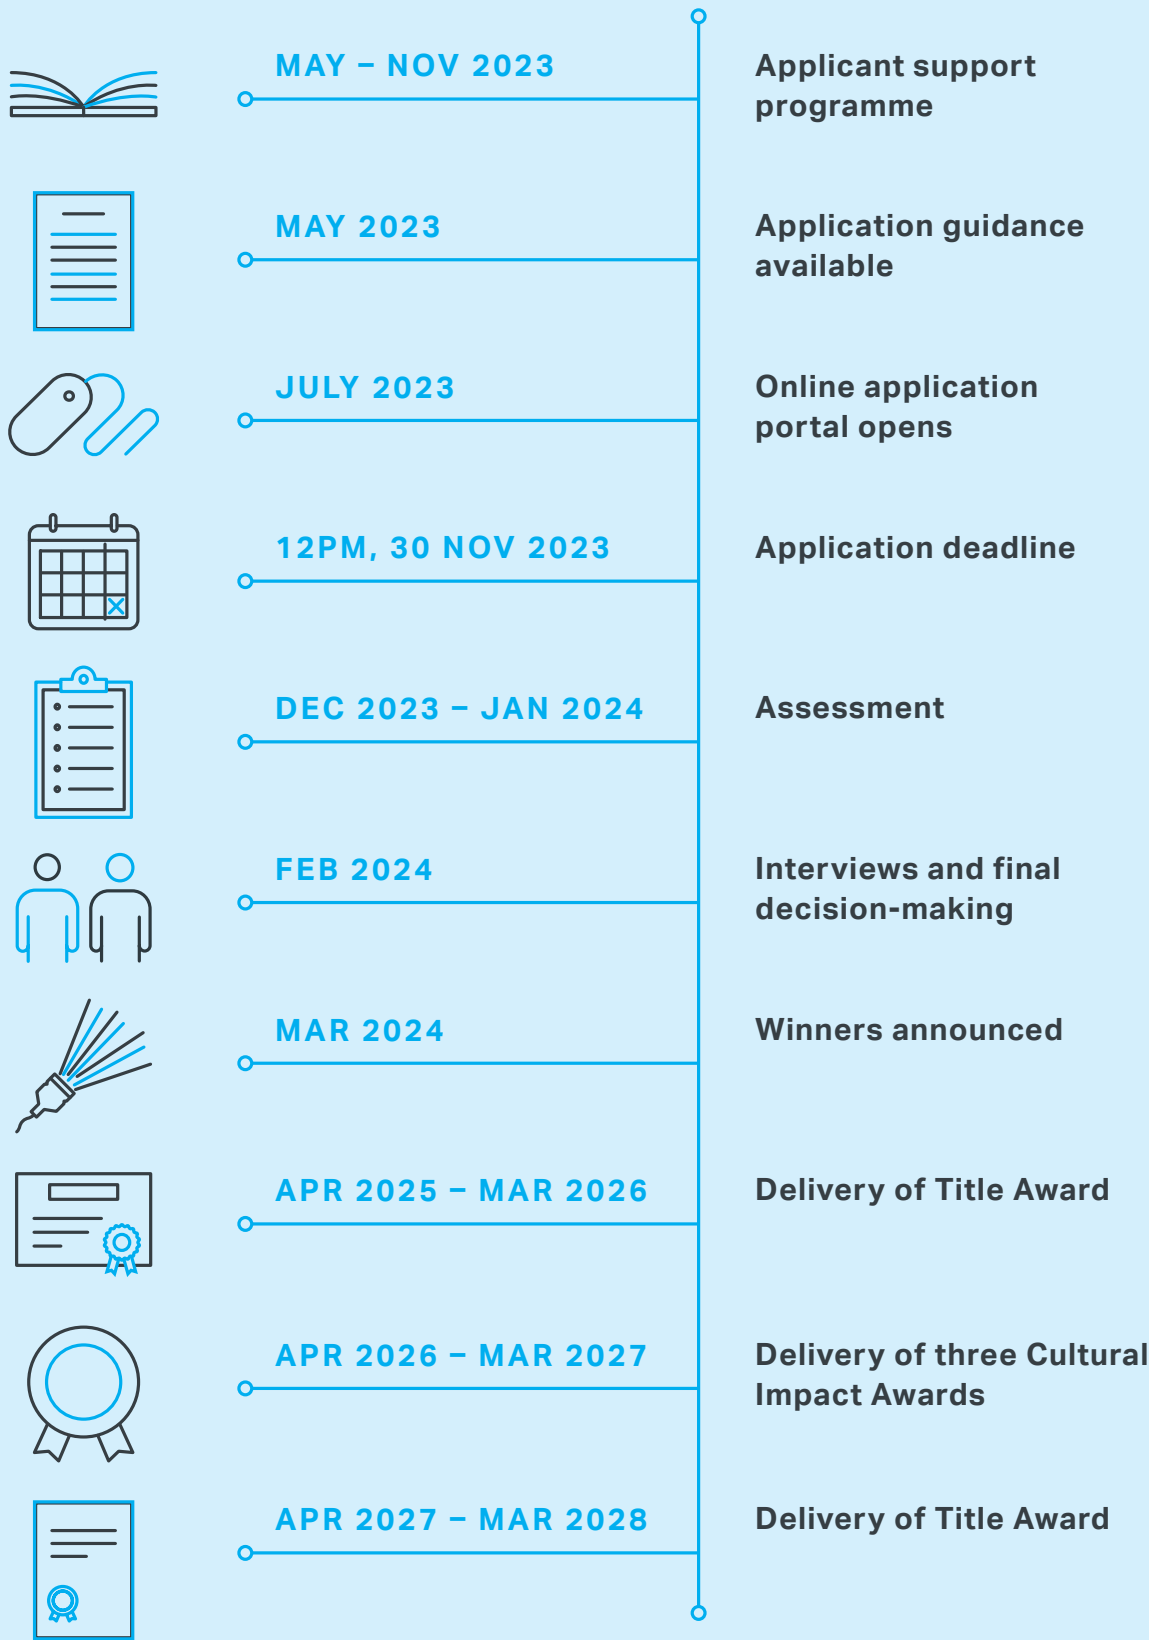 MAY – NOV 2023
Applicant support
programme
MAY 2023
Application guidance
available
JULY 2023
Online application
portal opens
12PM, 30 NOV 2023
Application deadline
DEC 2023 – JAN 2024
Assessment
FEB 2024
Interviews and final
decision-making
MAR 2024
Winners announced
APR 2025 – MAR 2026
Delivery of Title Award
APR 2026 – MAR 2027
Delivery of three Cultural
Impact Awards
APR 2027 – MAR 2028
Delivery of Title Award